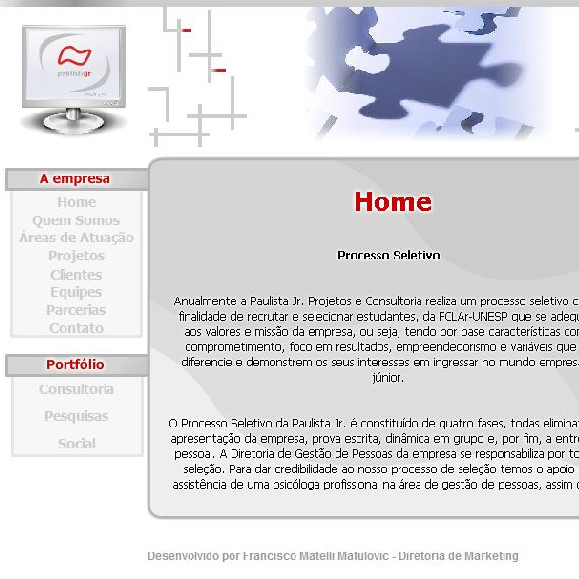 paulistajr
A empresa
Home
Quem Somos
Áreas de Atuação
Projetos
Clientes
Equipes
Parcerias
Contato
Portfólio
Consultoria
Pesquisas
Social
Home
Processo Seletivo
Anualmente a Paulista Jr. Projetos e Consultoria realiza um processo seletivo c
finalidade de recrutar e selecionar estudantes, da FCLAr-UNESP que se adeq
aos valores e missão da empresa, ou seja, tendo por base características co
comprometimento, foco em resultados, empreendedorismo e variáveis que
diferencie e demonstrem os seus interesses em ingressar no mundo empres
júnior.
O Processo Seletivo da Paulista Jr. é constituído de quatro fases, todas elimina
apresentação da empresa, prova escrita, dinâmica em grupo e, por fim, a entre
pessoa. A Diretoria de Gestão de Pessoas da empresa se responsabiliza por to
seleção. Para dar credibilidade ao nosso processo de seleção temos o apoio
assistência de uma psicóloga profissional na área de gestão de pessoas, assim c
Desenvolvido por Francisco Matelli Matulovic - Diretoria de Marketing